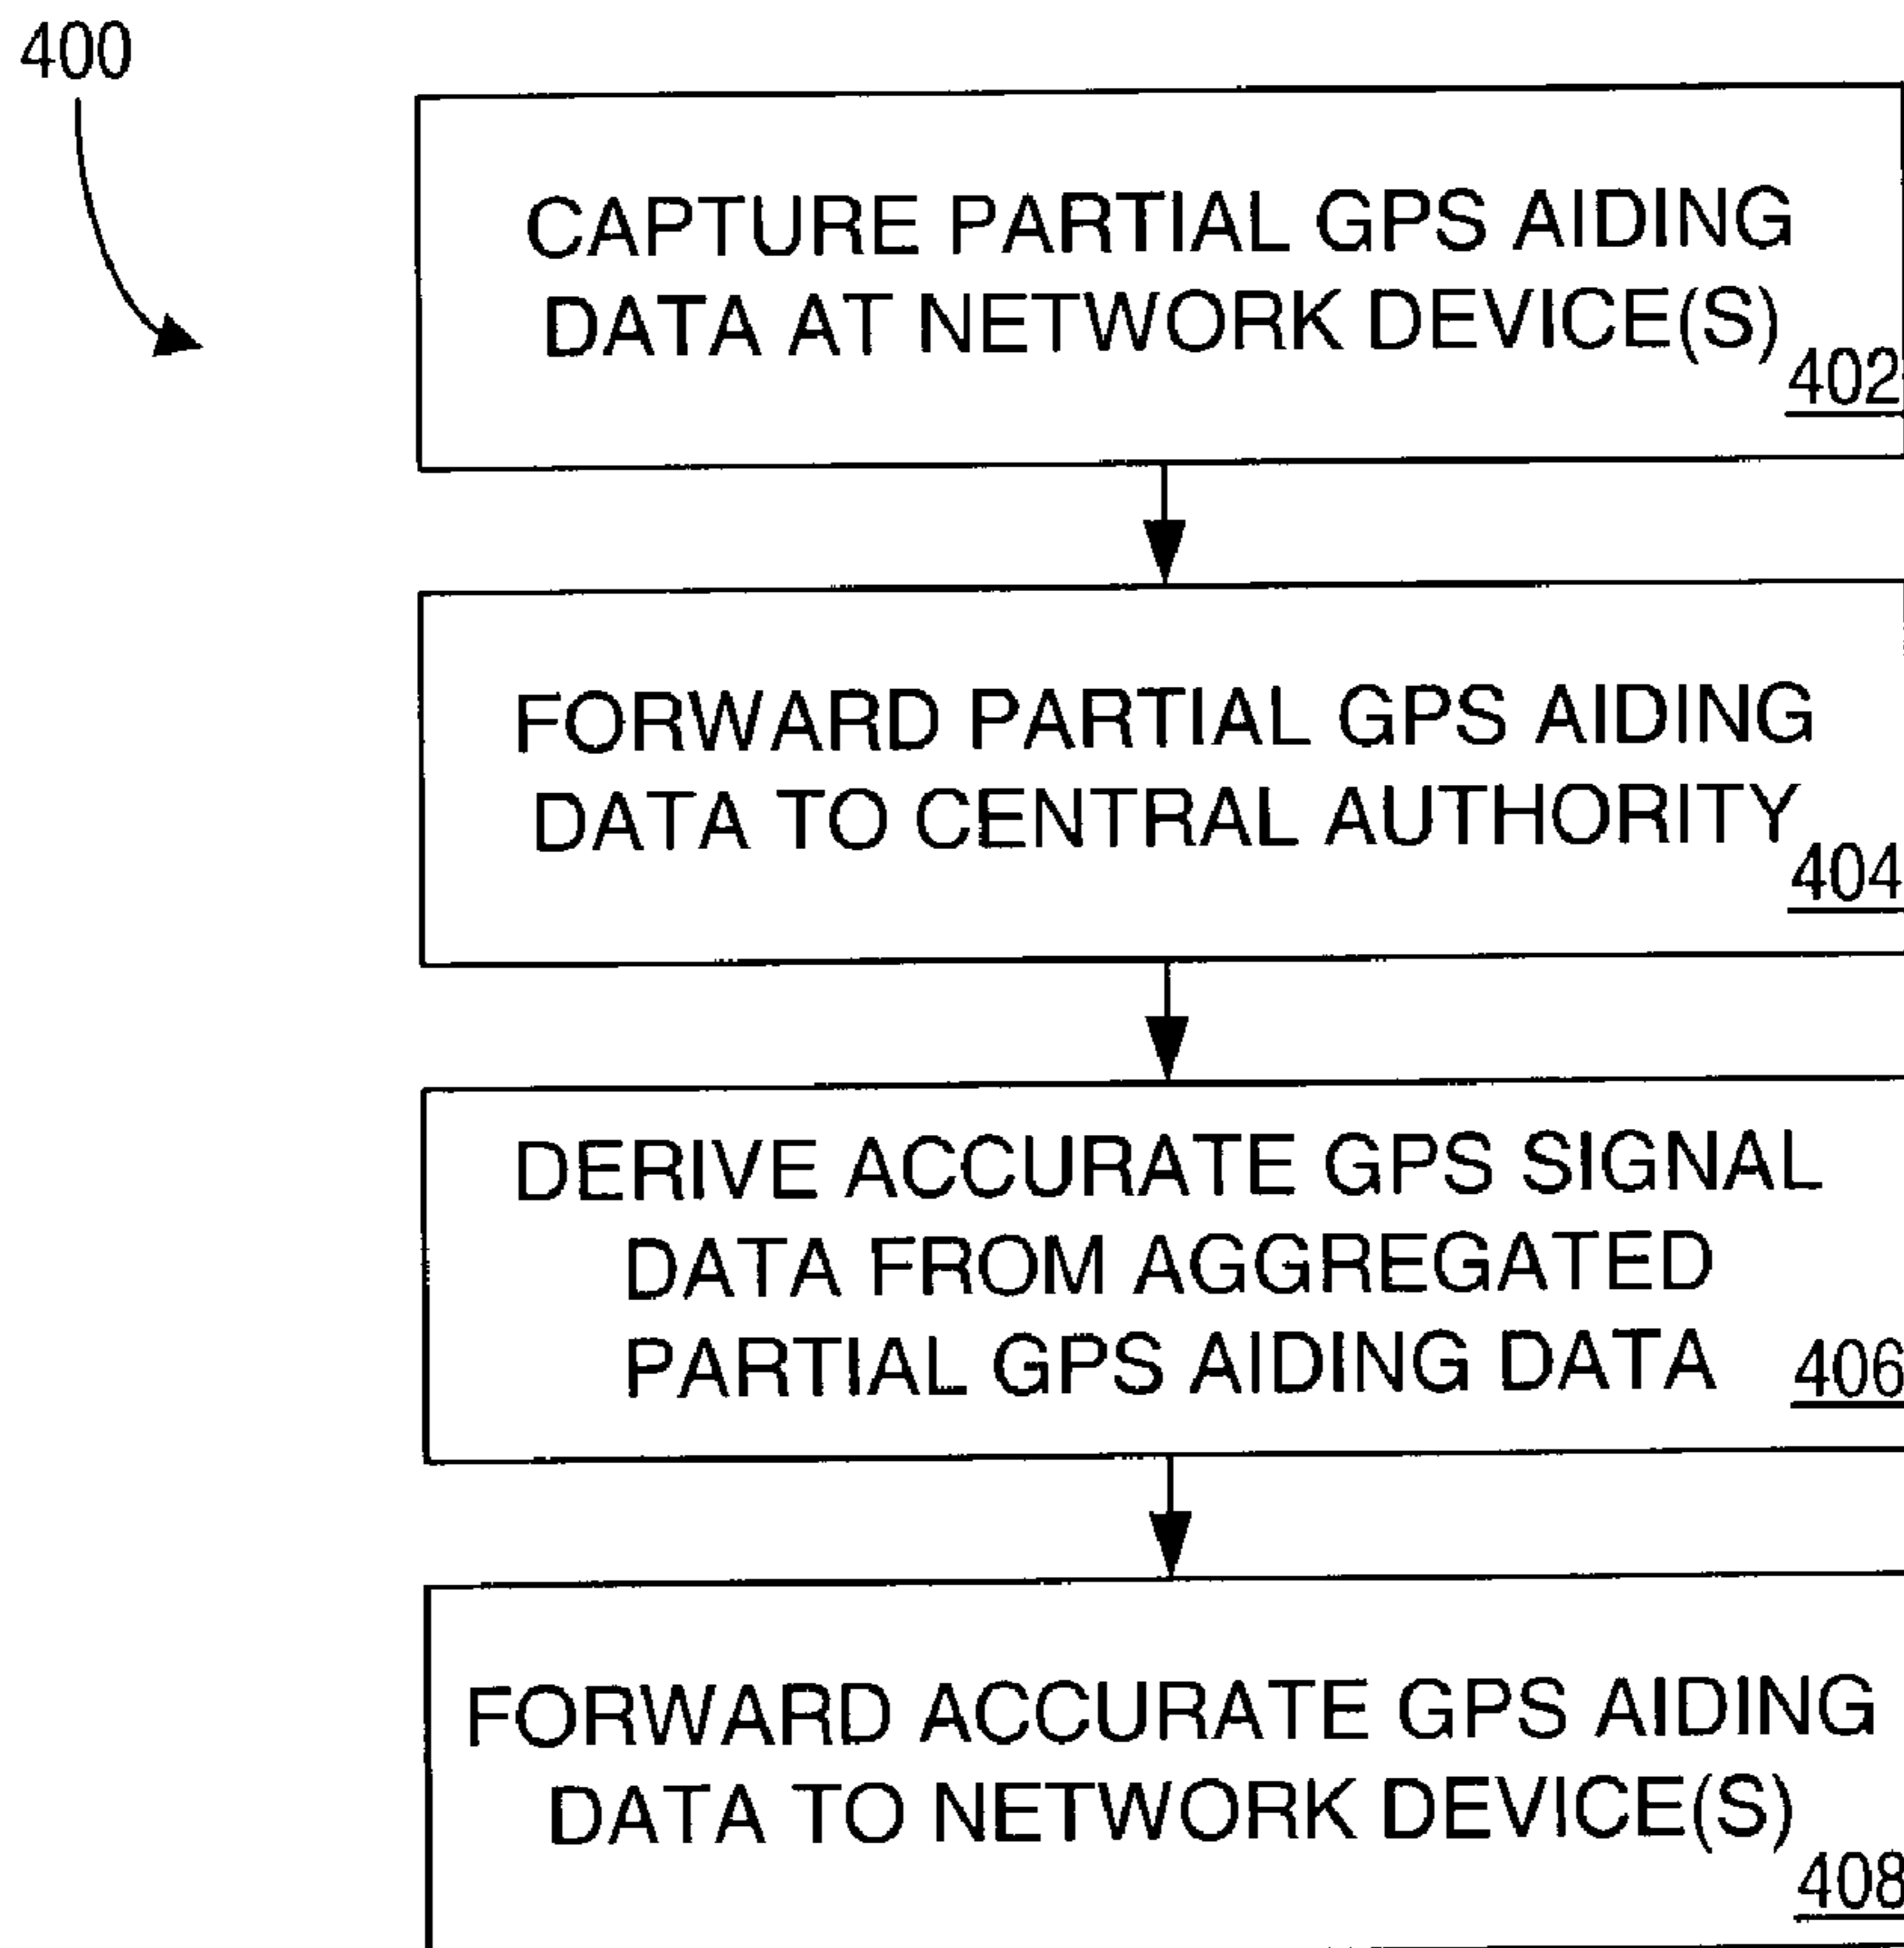 400
CAPTURE PARTIAL GPS AIDING
DATA AT NETWORK DEVICE(S)
402
FORWARD PARTIAL GPS AIDING
DATA TO CENTRAL AUTHORITY
404
DERIVE ACCURATE GPS SIGNAL
DATA FROM AGGREGATED
PARTIAL GPS AIDING DATA
406
FORWARD ACCURATE GPS AIDING
DATA TO NETWORK DEVICE(S)
408